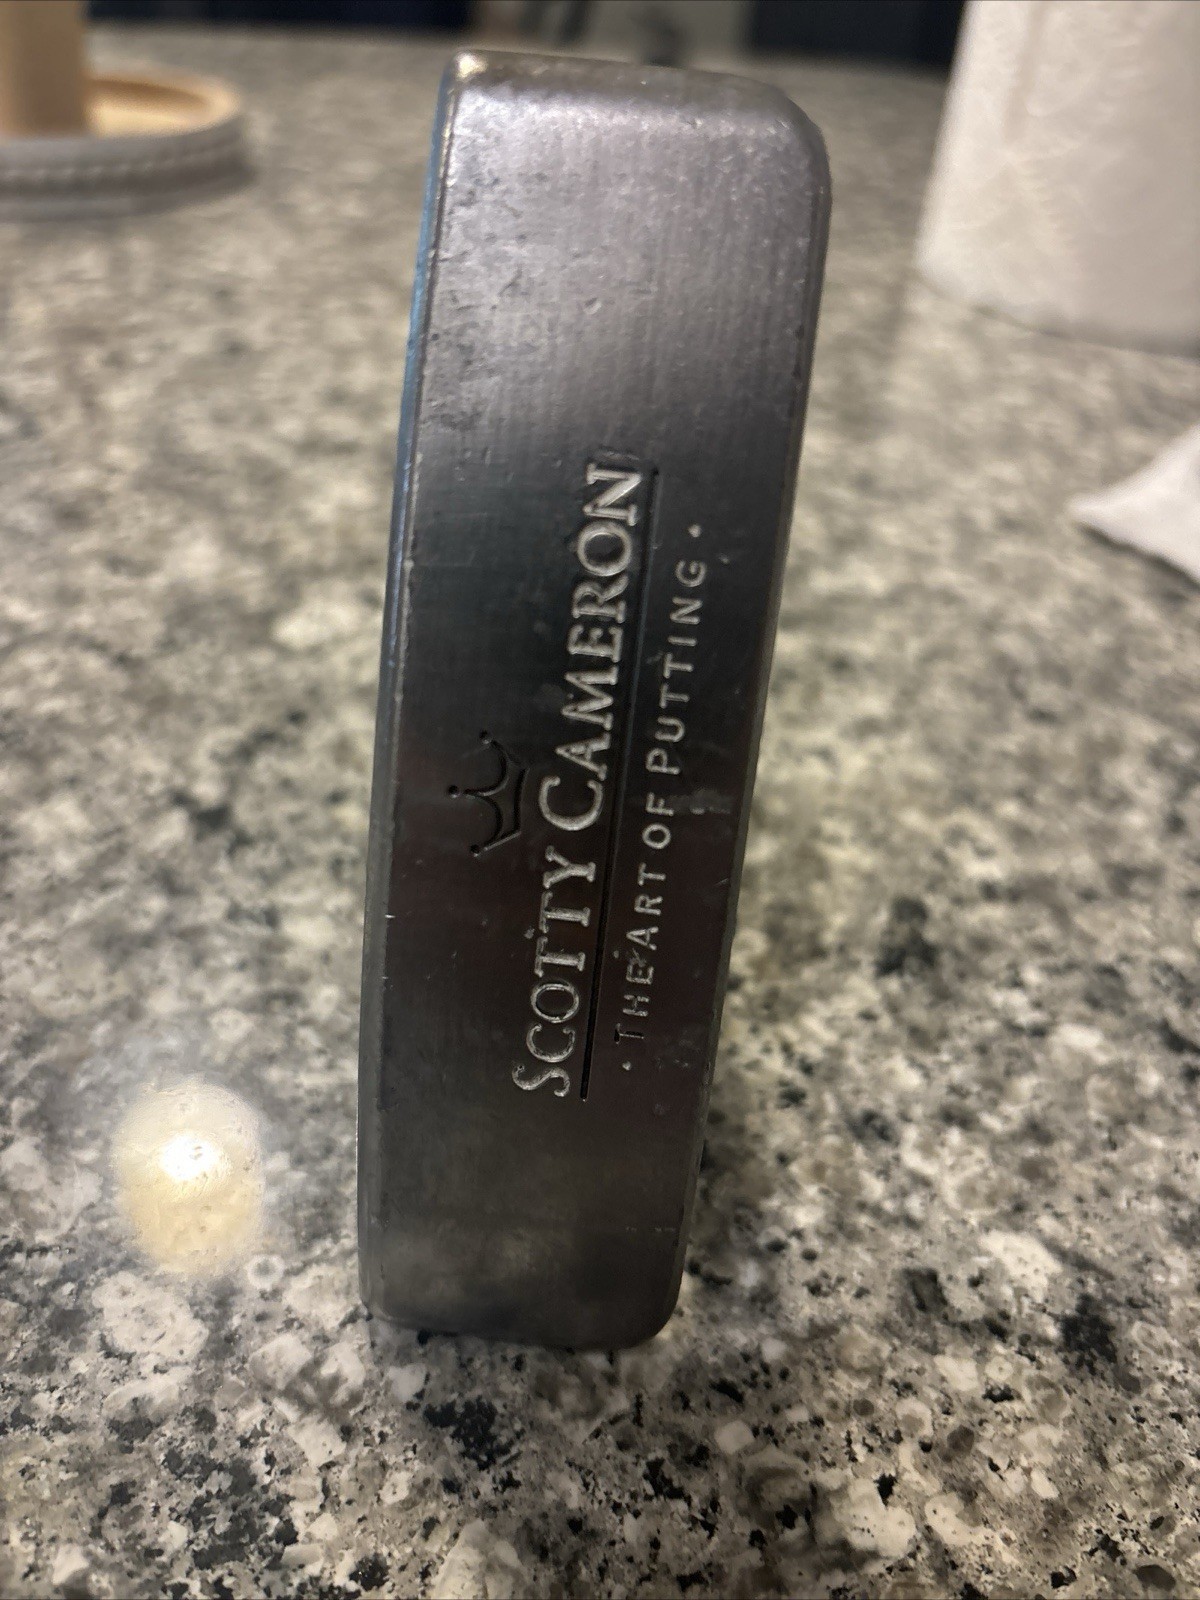 SCOTTY CAMERON
• THE ART OF PUTTING •